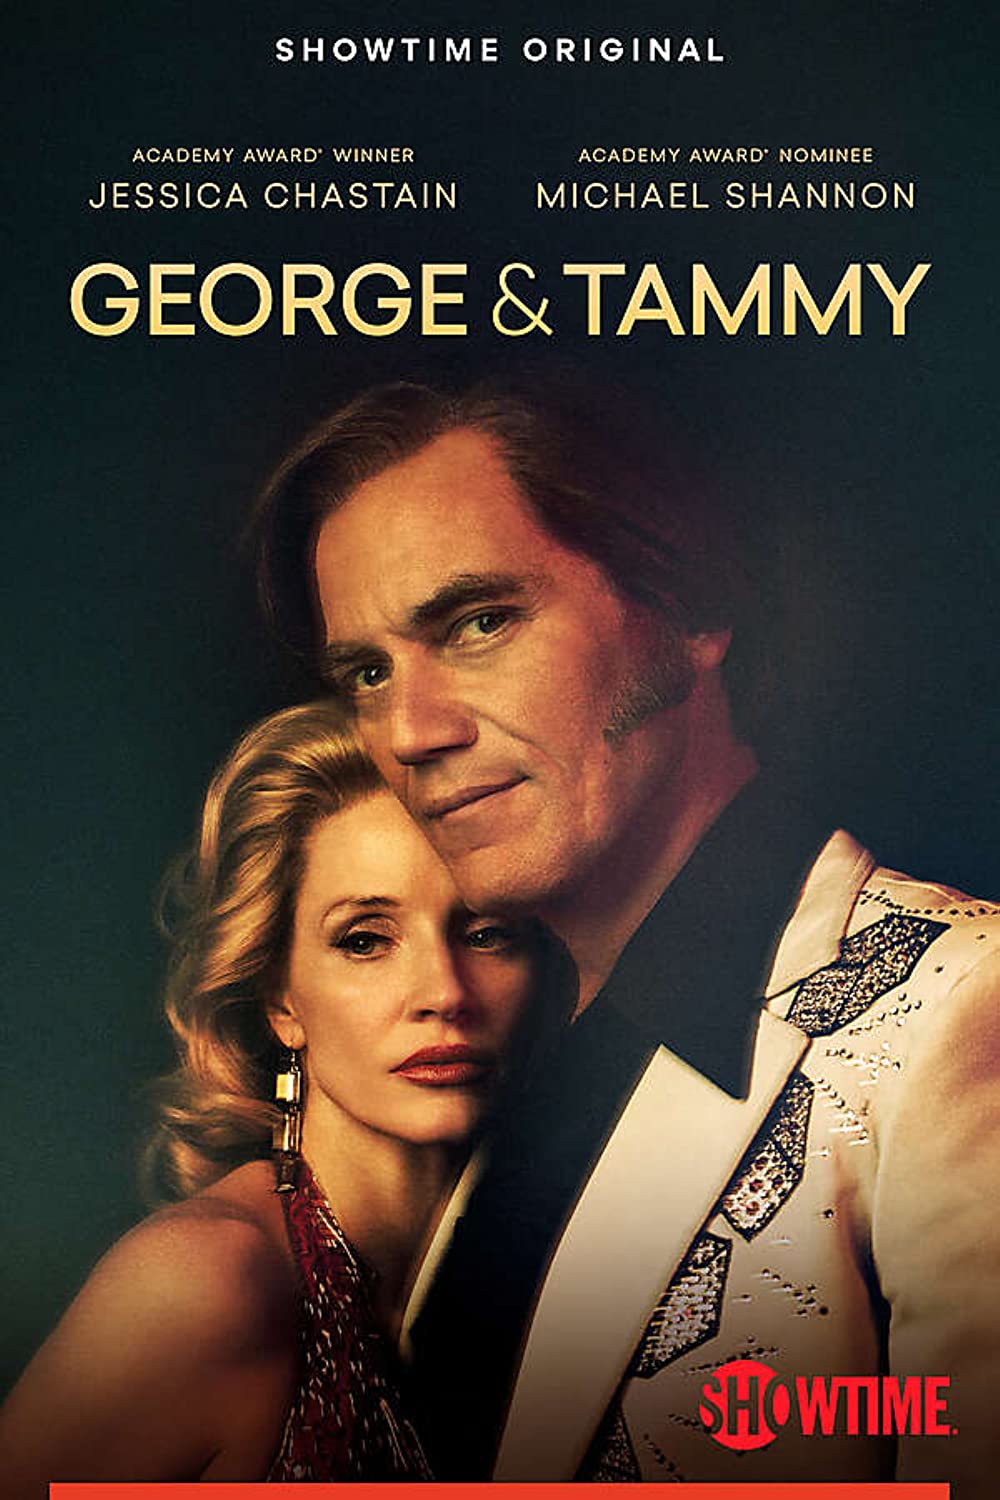 SHOWTIME ORIGINAL
ACADEMY AWARD® WINNER
JESSICA CHASTAIN
ACADEMY AWARD® NOMINEE
MICHAEL SHANNON
GEORGE & TAMMY
SHOWTIME.